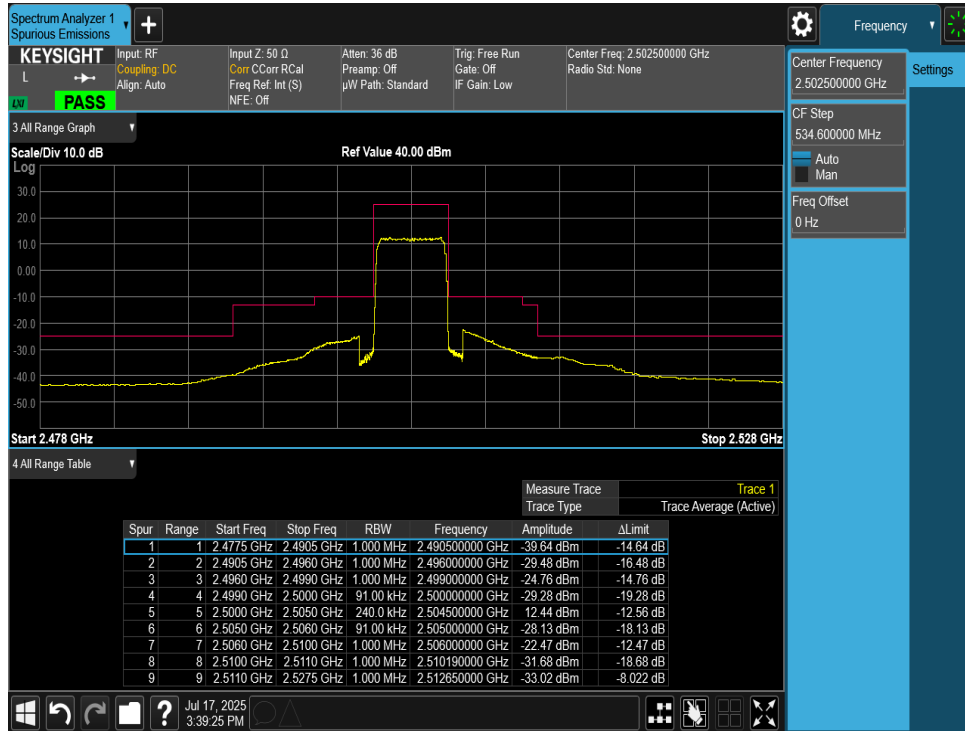 Spectrum Analyzer 1
Spurious Emissions
+
Frequency
KEYSIGHT
L
LXI
PASS
Input: RF
Coupling: DC
Align: Auto
Input Z: 50 Ω
Corr CCorr RCal
Freq Ref: Int (S)
NFE: Off
Atten: 36 dB
Preamp: Off
µW Path: Standard
Trig: Free Run
Gate: Off
IF Gain: Low
Center Freq: 2.502500000 GHz
Radio Std: None
Center Frequency
2.502500000 GHz
Settings
CF Step
534.600000 MHz
Auto
Man
Freq Offset
0 Hz
3 All Range Graph
Scale/Div 10.0 dB
Ref Value 40.00 dBm
Log
30.0
20.0
10.0
0.00
-10.0
-20.0
-30.0
-40.0
-50.0
Start 2.478 GHz
Stop 2.528 GHz
4 All Range Table
Measure Trace Trace 1
Trace Type Trace Average (Active)
Spur Range Start Freq Stop Freq RBW Frequency Amplitude ΔLimit
1 1 2.4775 GHz 2.4905 GHz 1.000 MHz 2.490500000 GHz -39.64 dBm -14.64 dB
2 2 2.4905 GHz 2.4960 GHz 1.000 MHz 2.496000000 GHz -29.48 dBm -16.48 dB
3 3 2.4960 GHz 2.4990 GHz 1.000 MHz 2.499000000 GHz -24.76 dBm -14.76 dB
4 4 2.4990 GHz 2.5000 GHz 91.00 kHz 2.500000000 GHz -29.28 dBm -19.28 dB
5 5 2.5000 GHz 2.5050 GHz 240.0 kHz 2.504500000 GHz 12.44 dBm -12.56 dB
6 6 2.5050 GHz 2.5060 GHz 91.00 kHz 2.505000000 GHz -28.13 dBm -18.13 dB
7 7 2.5060 GHz 2.5100 GHz 1.000 MHz 2.506000000 GHz -22.47 dBm -12.47 dB
8 8 2.5100 GHz 2.5110 GHz 1.000 MHz 2.510190000 GHz -31.68 dBm -18.68 dB
9 9 2.5110 GHz 2.5275 GHz 1.000 MHz 2.512650000 GHz -33.02 dBm -8.022 dB
?
Jul 17, 2025
3:39:25 PM